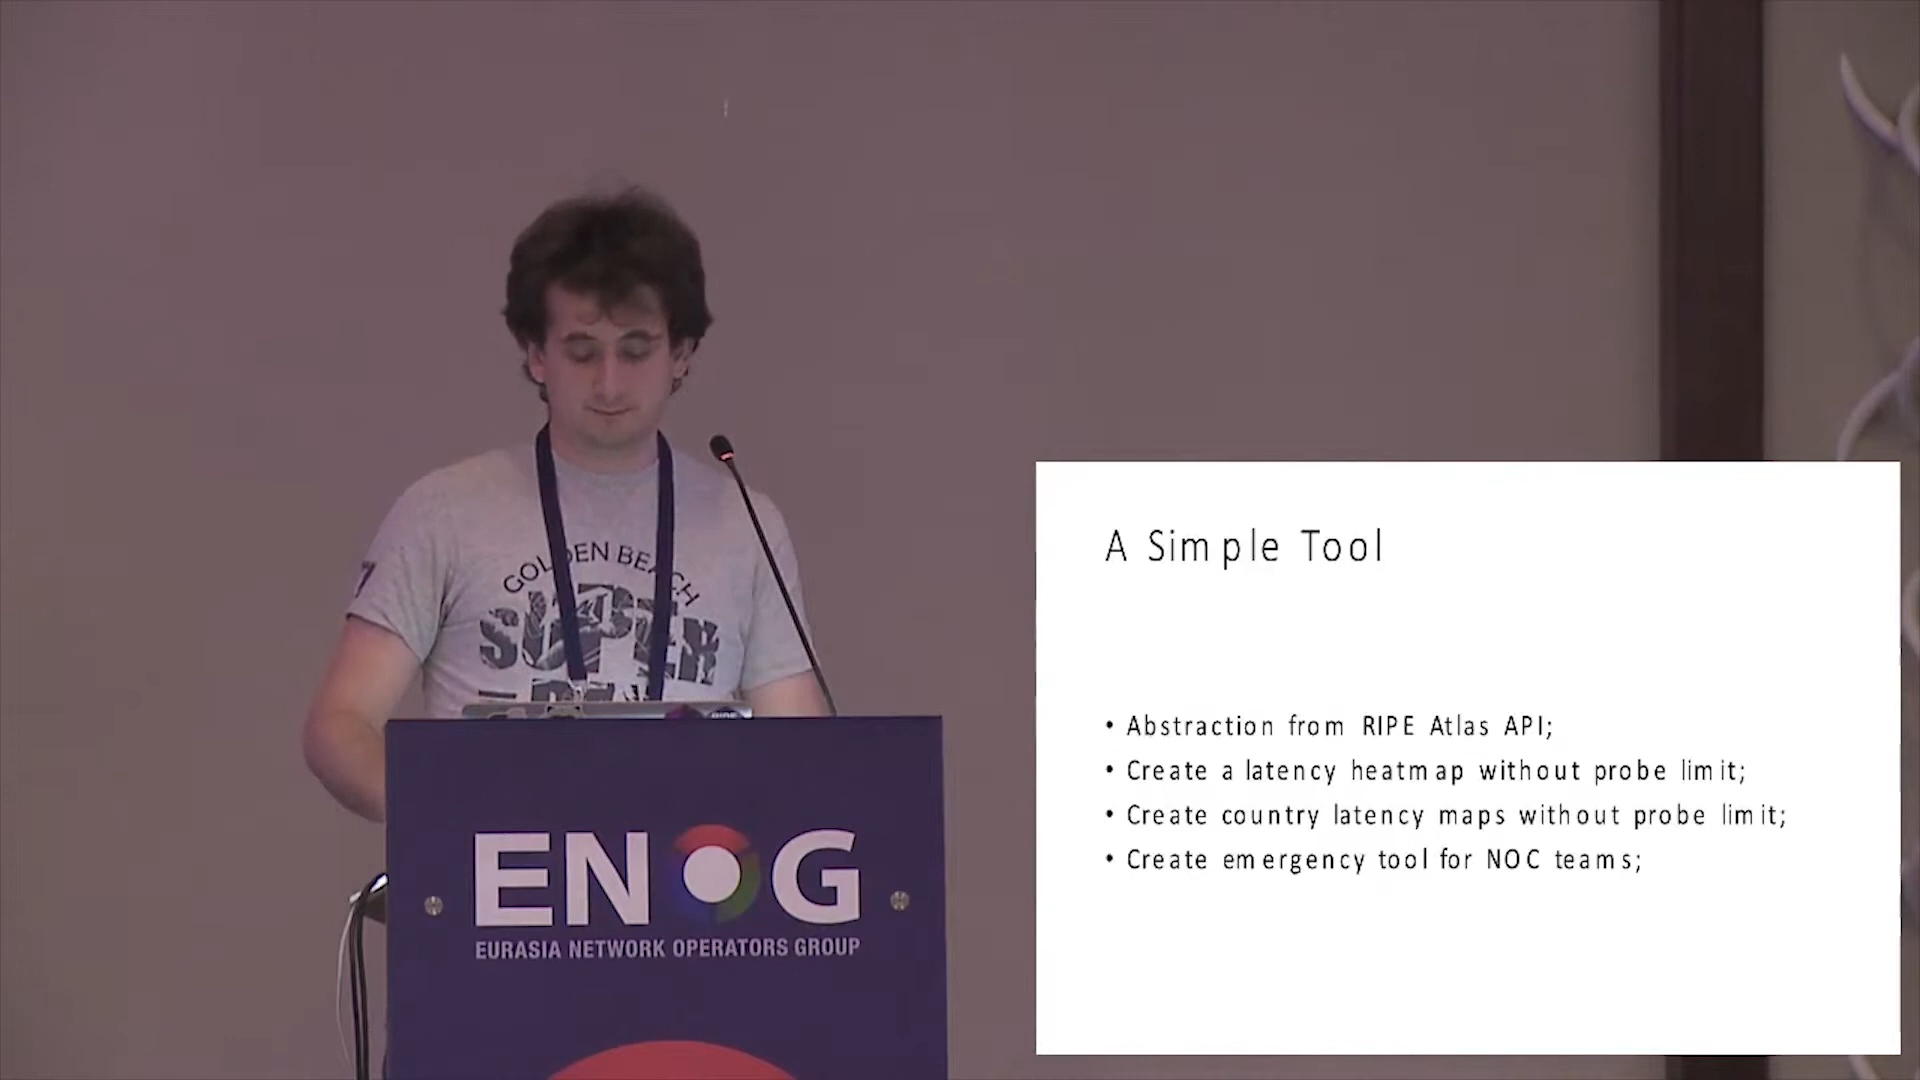 GOLDEN BEACH
SUPER
ENOG
EURASIA NETWORK OPERATORS GROUP
A Simple Tool
• Abstraction from RIPE Atlas API;
• Create a latency heatmap without probe limit;
• Create country latency maps without probe limit;
• Create emergency tool for NOC teams;